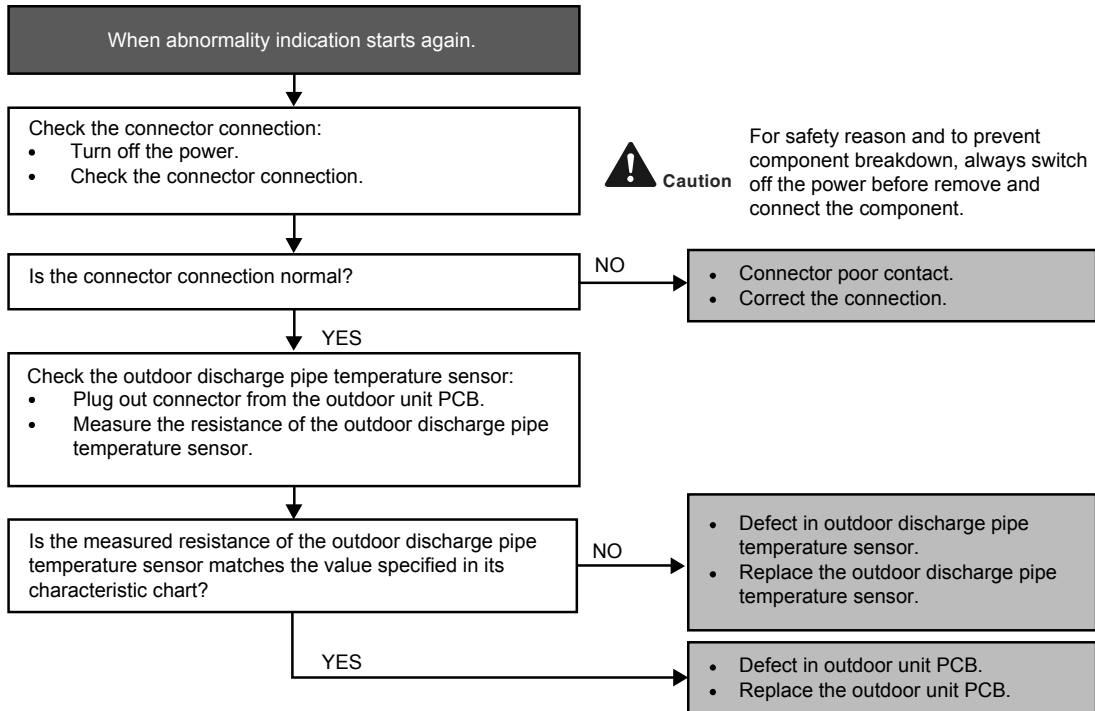 When abnormality indication starts again.
Check the connector connection:
• Turn off the power.
• Check the connector connection.
Caution
For safety reason and to prevent
component breakdown, always switch
off the power before remove and
connect the component.
Is the connector connection normal?
NO
• Connector poor contact.
• Correct the connection.
YES
Check the outdoor discharge pipe temperature sensor:
• Plug out connector from the outdoor unit PCB.
• Measure the resistance of the outdoor discharge pipe
temperature sensor.
Is the measured resistance of the outdoor discharge pipe
temperature sensor matches the value specified in its
characteristic chart?
NO
• Defect in outdoor discharge pipe
temperature sensor.
• Replace the outdoor discharge pipe
temperature sensor.
YES
• Defect in outdoor unit PCB.
• Replace the outdoor unit PCB.